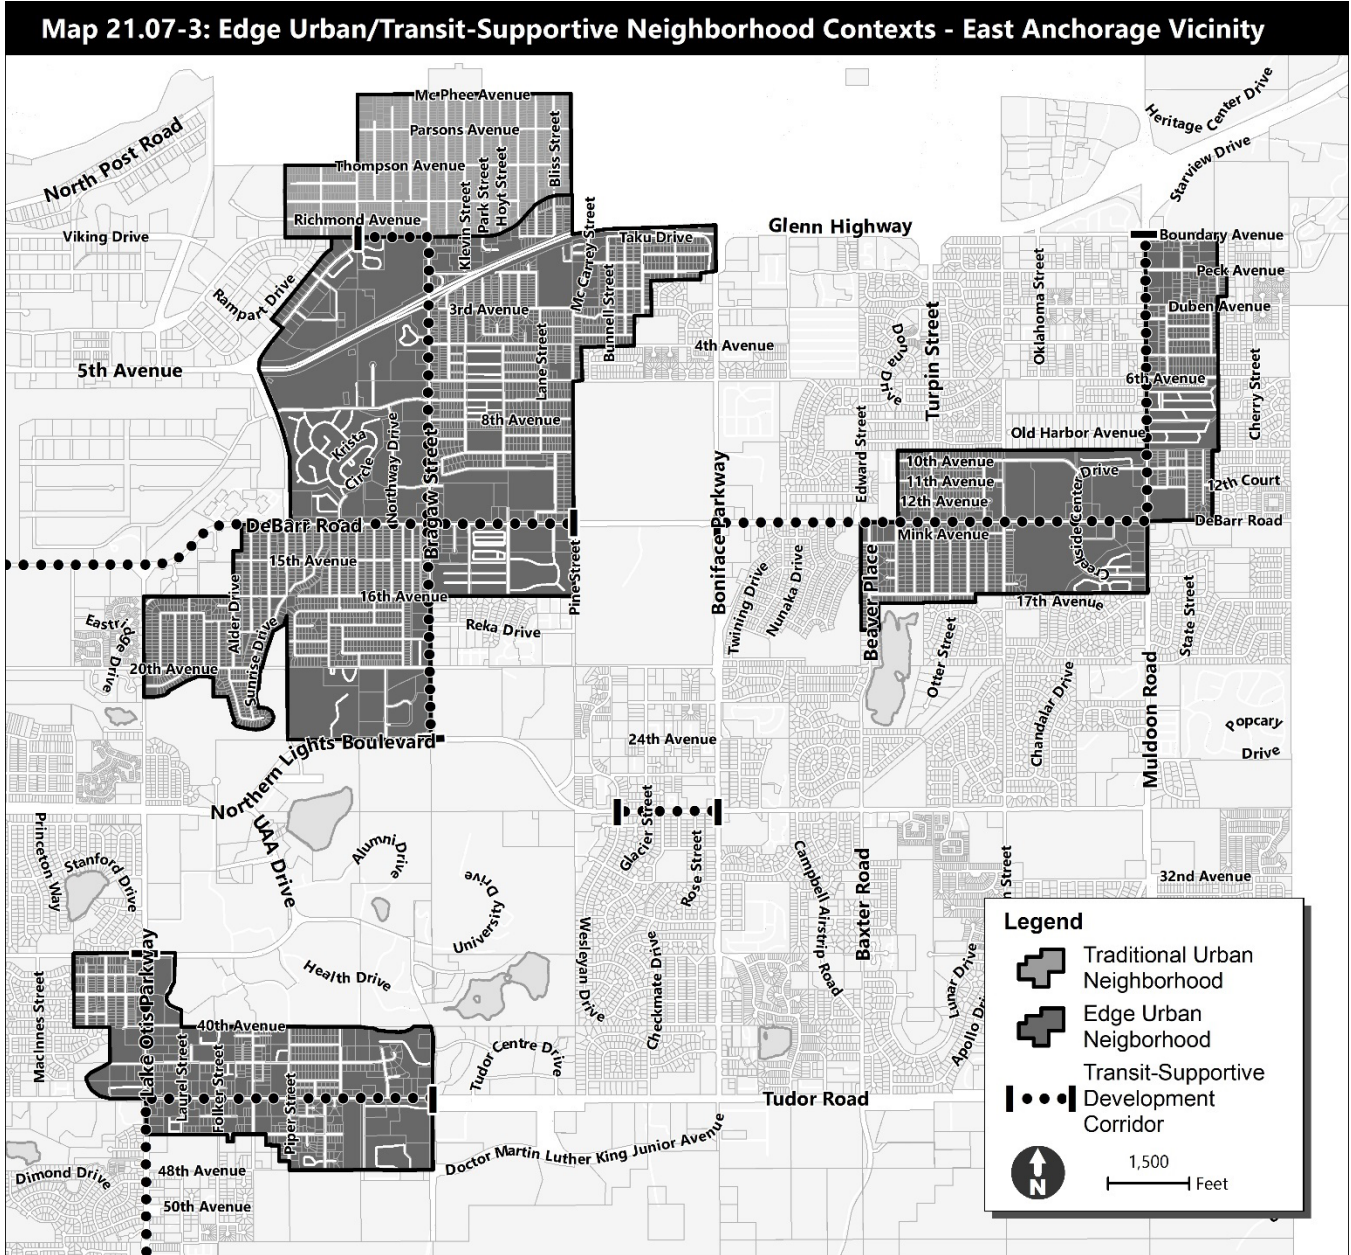 Map 21.07-3: Edge Urban/Transit-Supportive Neighborhood Contexts - East Anchorage Vicinity
Heritage Center Drive
Mc Phee Avenue
North Post Road
Parsons Avenue
Bliss Street
Starview Drive
Thompson Avenue
Klevin Street
Park Street
Hoyt Street
Richmond Avenue
Mc Carrey Street
Glenn Highway
Viking Drive
Taku Drive
Boundary Avenue
Peck Avenue
Rampart Drive
Oklahoma Street
3rd Avenue
Bunnell Street
Duben Avenue
Donna Drive
Turpin Street
4th Avenue
Lane Street
5th Avenue
6th Avenue
Cherry Street
8th Avenue
Krista Circle
Northway Drive
Bragaw Street
Old Harbor Avenue
Edward Street
10th Avenue
Boniface Parkway
11th Avenue
Creekside Center Drive
12th Court
12th Avenue
DeBarr Road
DeBarr Road
Mink Avenue
15th Avenue
Pine Street
Twining Drive
Nunaka Drive
Beaver Place
Alder Drive
16th Avenue
17th Avenue
State Street
Eastridge Drive
Reka Drive
Sunrise Drive
20th Avenue
Otter Street
Chandalar Drive
Muldoon Road
Popcary Drive
Northern Lights Boulevard
24th Avenue
Glacier Street
UAA Drive
Princeton Way
Stanford Drive
Alumni Drive
Rose Street
Campbell Airstrip Road
Baxter Road
n Street
32nd Avenue
University Drive
Lake Otis Parkway
Wesleyan Drive
Checkmate Drive
Lunar Drive
Health Drive
MacInnes Street
40th Avenue
Laurel Street
Folker Street
Piper Street
Tudor Centre Drive
Apollo Dri
Tudor Road
Doctor Martin Luther King Junior Avenue
48th Avenue
Dimond Drive
50th Avenue
Legend
Traditional Urban
Neighborhood
Edge Urban
Neigborhood
Transit-Supportive
Development
Corridor
N
1,500
Feet